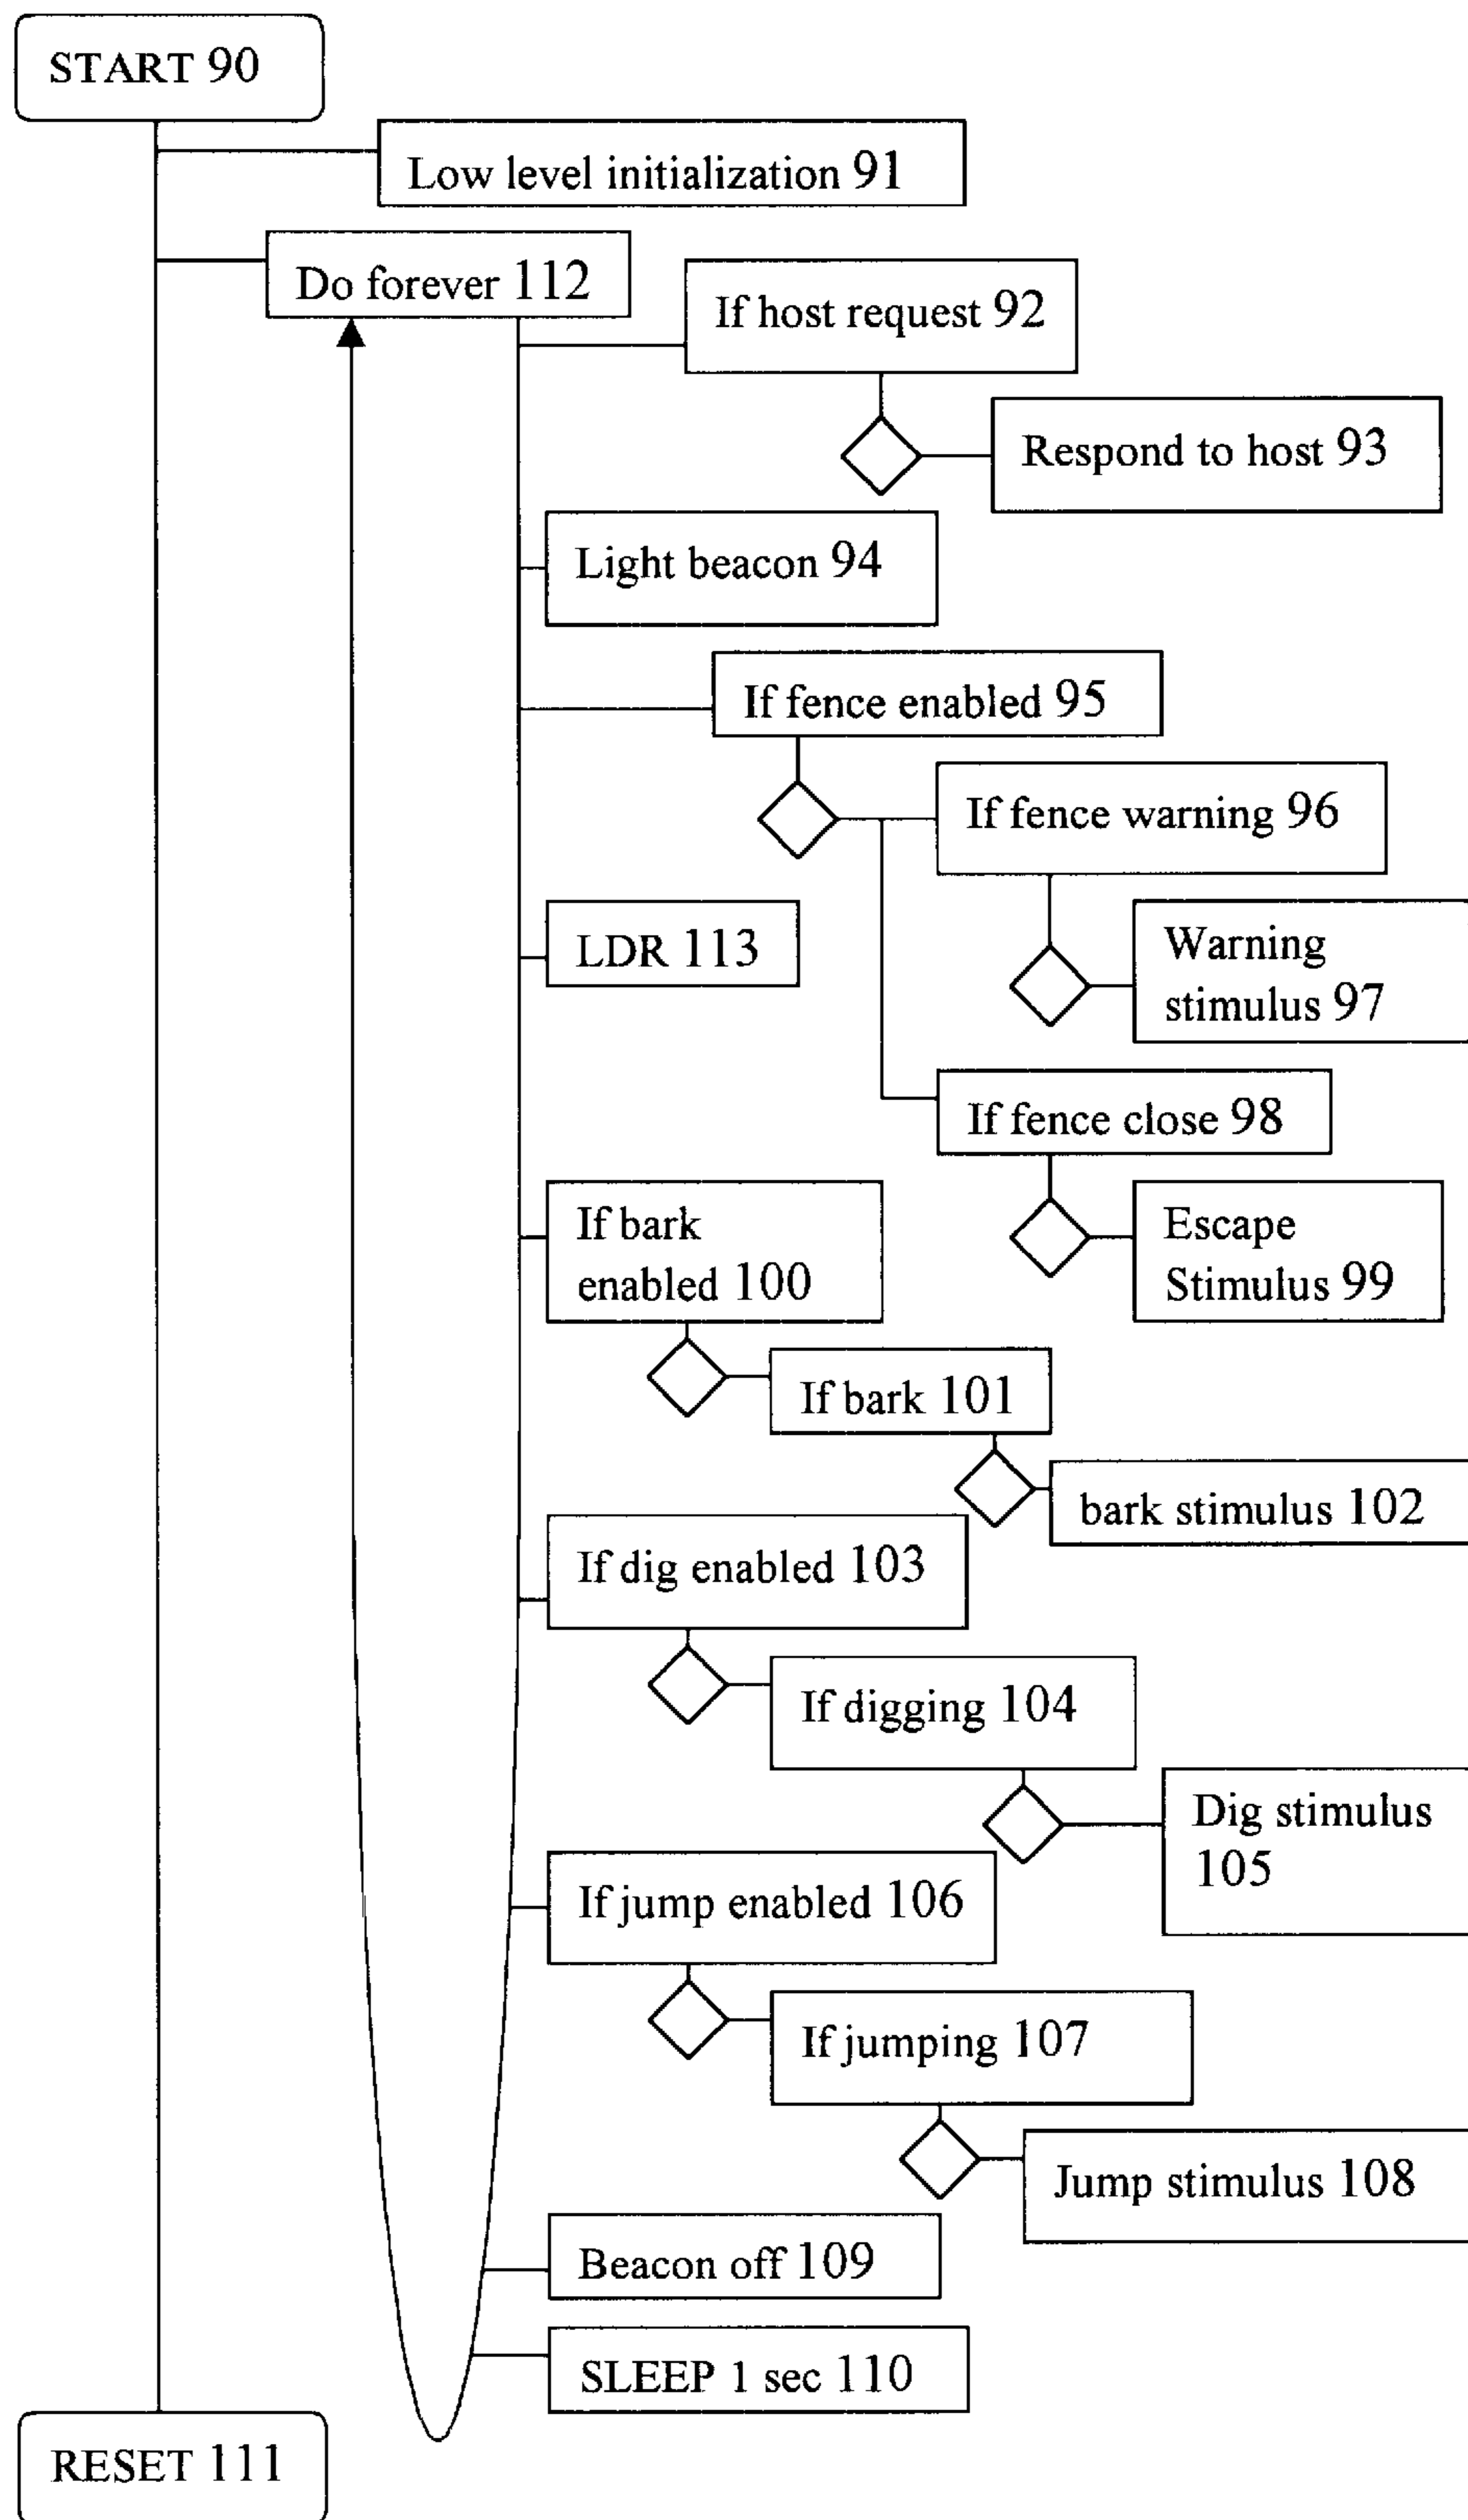 START 90
Low level initialization 91
Do forever 112
If host request 92
Respond to host 93
Light beacon 94
If fence enabled 95
If fence warning 96
LDR 113
Warning
stimulus 97
If fence close 98
If bark
enabled 100
Escape
Stimulus 99
If bark 101
bark stimulus 102
If dig enabled 103
If digging 104
Dig stimulus
105
If jump enabled 106
If jumping 107
Jump stimulus 108
Beacon off 109
SLEEP 1 sec 110
RESET 111